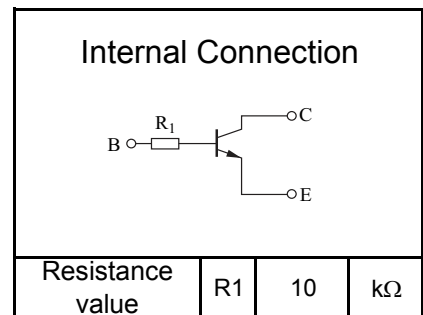 Internal Connection
R1
C
B
E
Resistance
value
R1
10
kΩ